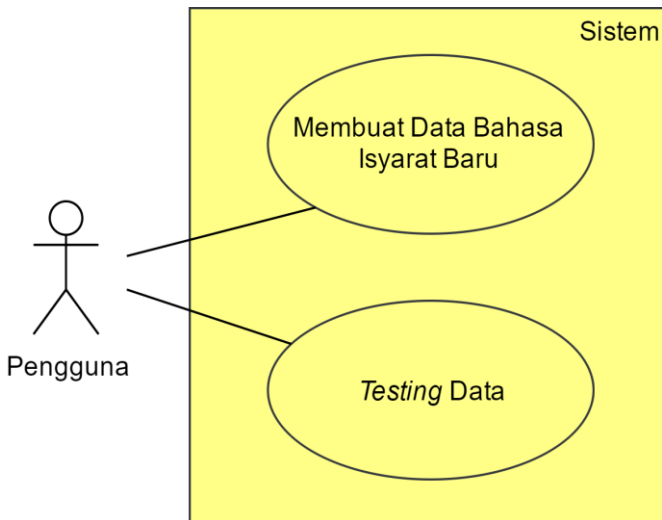 Sistem
Membuat Data Bahasa
Isyarat Baru
Pengguna
Testing Data